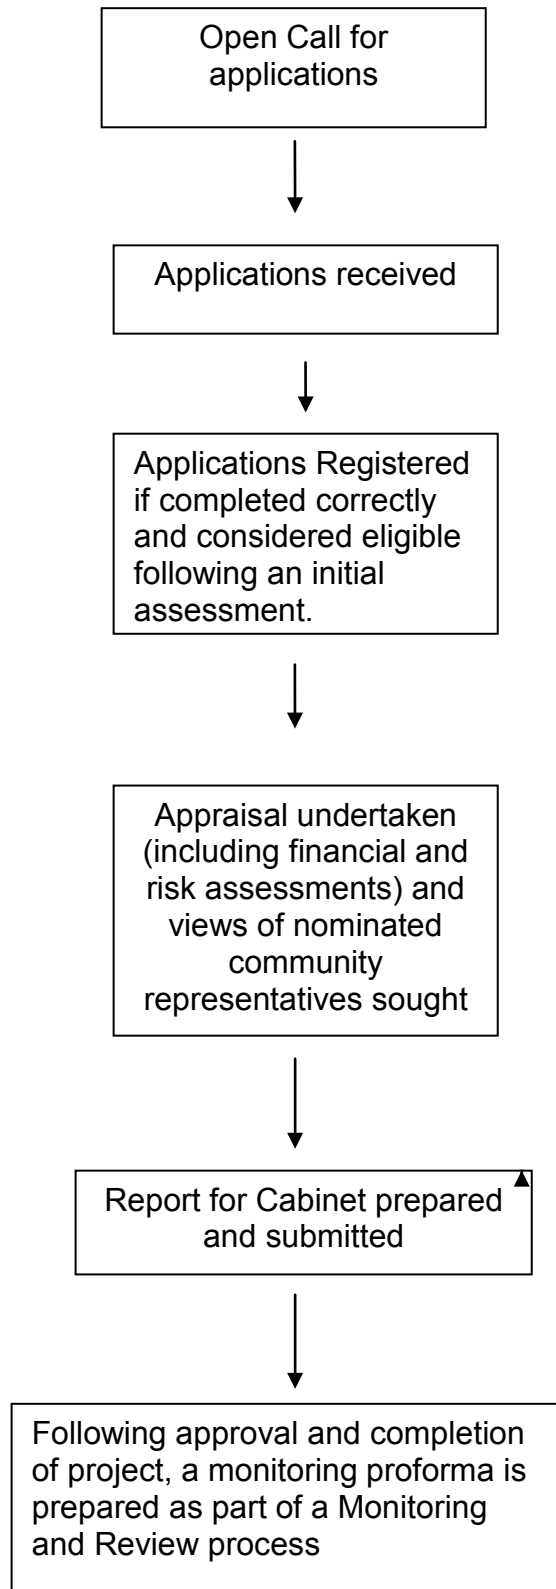 Open Call for
applications
Applications received
Applications Registered
if completed correctly
and considered eligible
following an initial
assessment.
Appraisal undertaken
(including financial and
risk assessments) and
views of nominated
community
representatives sought
Report for Cabinet prepared
and submitted
Following approval and completion
of project, a monitoring proforma is
prepared as part of a Monitoring
and Review process